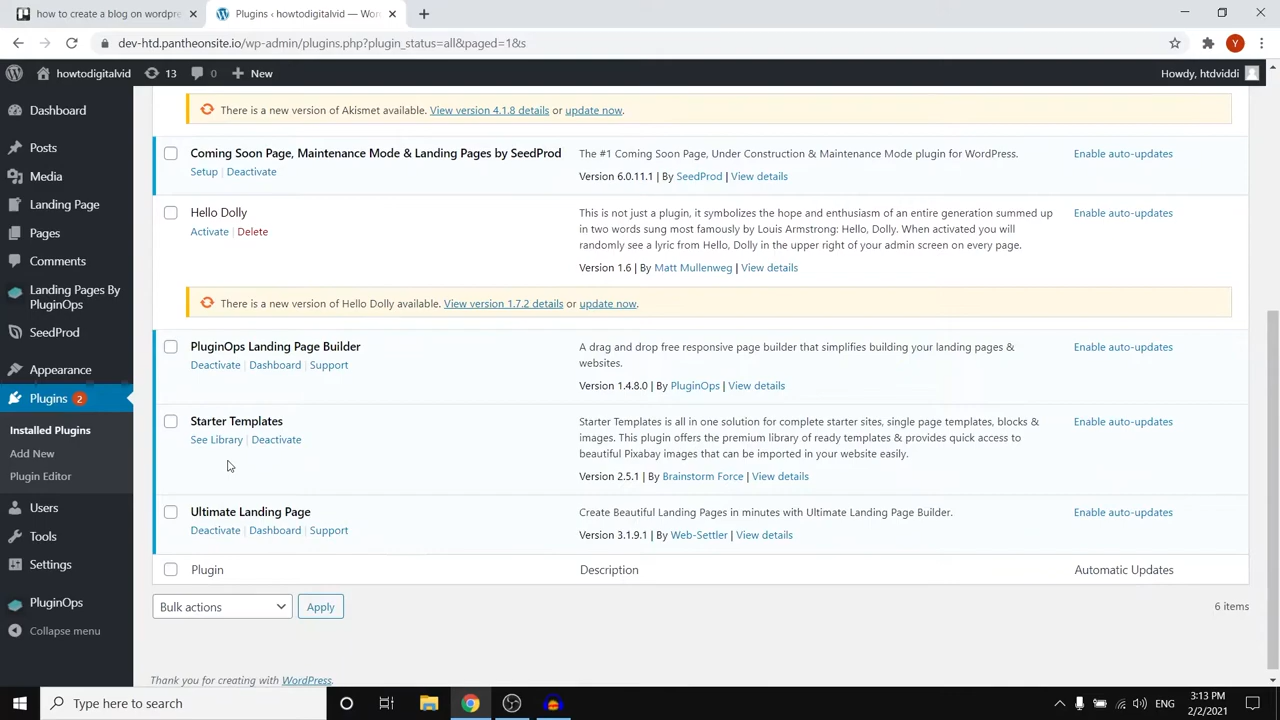 how to create a blog on wordpre
Plugins ‹ howtodigitalvid — Wor
dev-htd.pantheonsite.io/wp-admin/plugins.php?plugin_status=all&paged=1&s
Y
howtodigitalvid
13
0
New
Howdy, htdviddi
Dashboard
Posts
Media
Landing Page
Pages
Comments
Landing Pages By
PluginOps
SeedProd
Appearance
Plugins 2
Installed Plugins
Add New
Plugin Editor
Users
Tools
Settings
PluginOps
Collapse menu
There is a new version of Akismet available. View version 4.1.8 details or update now.
Coming Soon Page, Maintenance Mode & Landing Pages by SeedProd
Setup | Deactivate
The #1 Coming Soon Page, Under Construction & Maintenance Mode plugin for WordPress.
Version 6.0.11.1 | By SeedProd | View details
Enable auto-updates
Hello Dolly
Activate | Delete
This is not just a plugin, it symbolizes the hope and enthusiasm of an entire generation summed up
in two words sung most famously by Louis Armstrong: Hello, Dolly. When activated you will
randomly see a lyric from Hello, Dolly in the upper right of your admin screen on every page.
Version 1.6 | By Matt Mullenweg | View details
Enable auto-updates
There is a new version of Hello Dolly available. View version 1.7.2 details or update now.
PluginOps Landing Page Builder
Deactivate | Dashboard | Support
A drag and drop free responsive page builder that simplifies building your landing pages &
websites.
Version 1.4.8.0 | By PluginOps | View details
Enable auto-updates
Starter Templates
See Library | Deactivate
Starter Templates is all in one solution for complete starter sites, single page templates, blocks &
images. This plugin offers the premium library of ready templates & provides quick access to
beautiful Pixabay images that can be imported in your website easily.
Version 2.5.1 | By Brainstorm Force | View details
Enable auto-updates
Ultimate Landing Page
Deactivate | Dashboard | Support
Create Beautiful Landing Pages in minutes with Ultimate Landing Page Builder.
Version 3.1.9.1 | By Web-Settler | View details
Enable auto-updates
Plugin
Description
Automatic Updates
Bulk actions
Apply
6 items
Thank you for creating with WordPress.
Type here to search
ENG
3:13 PM
2/2/2021